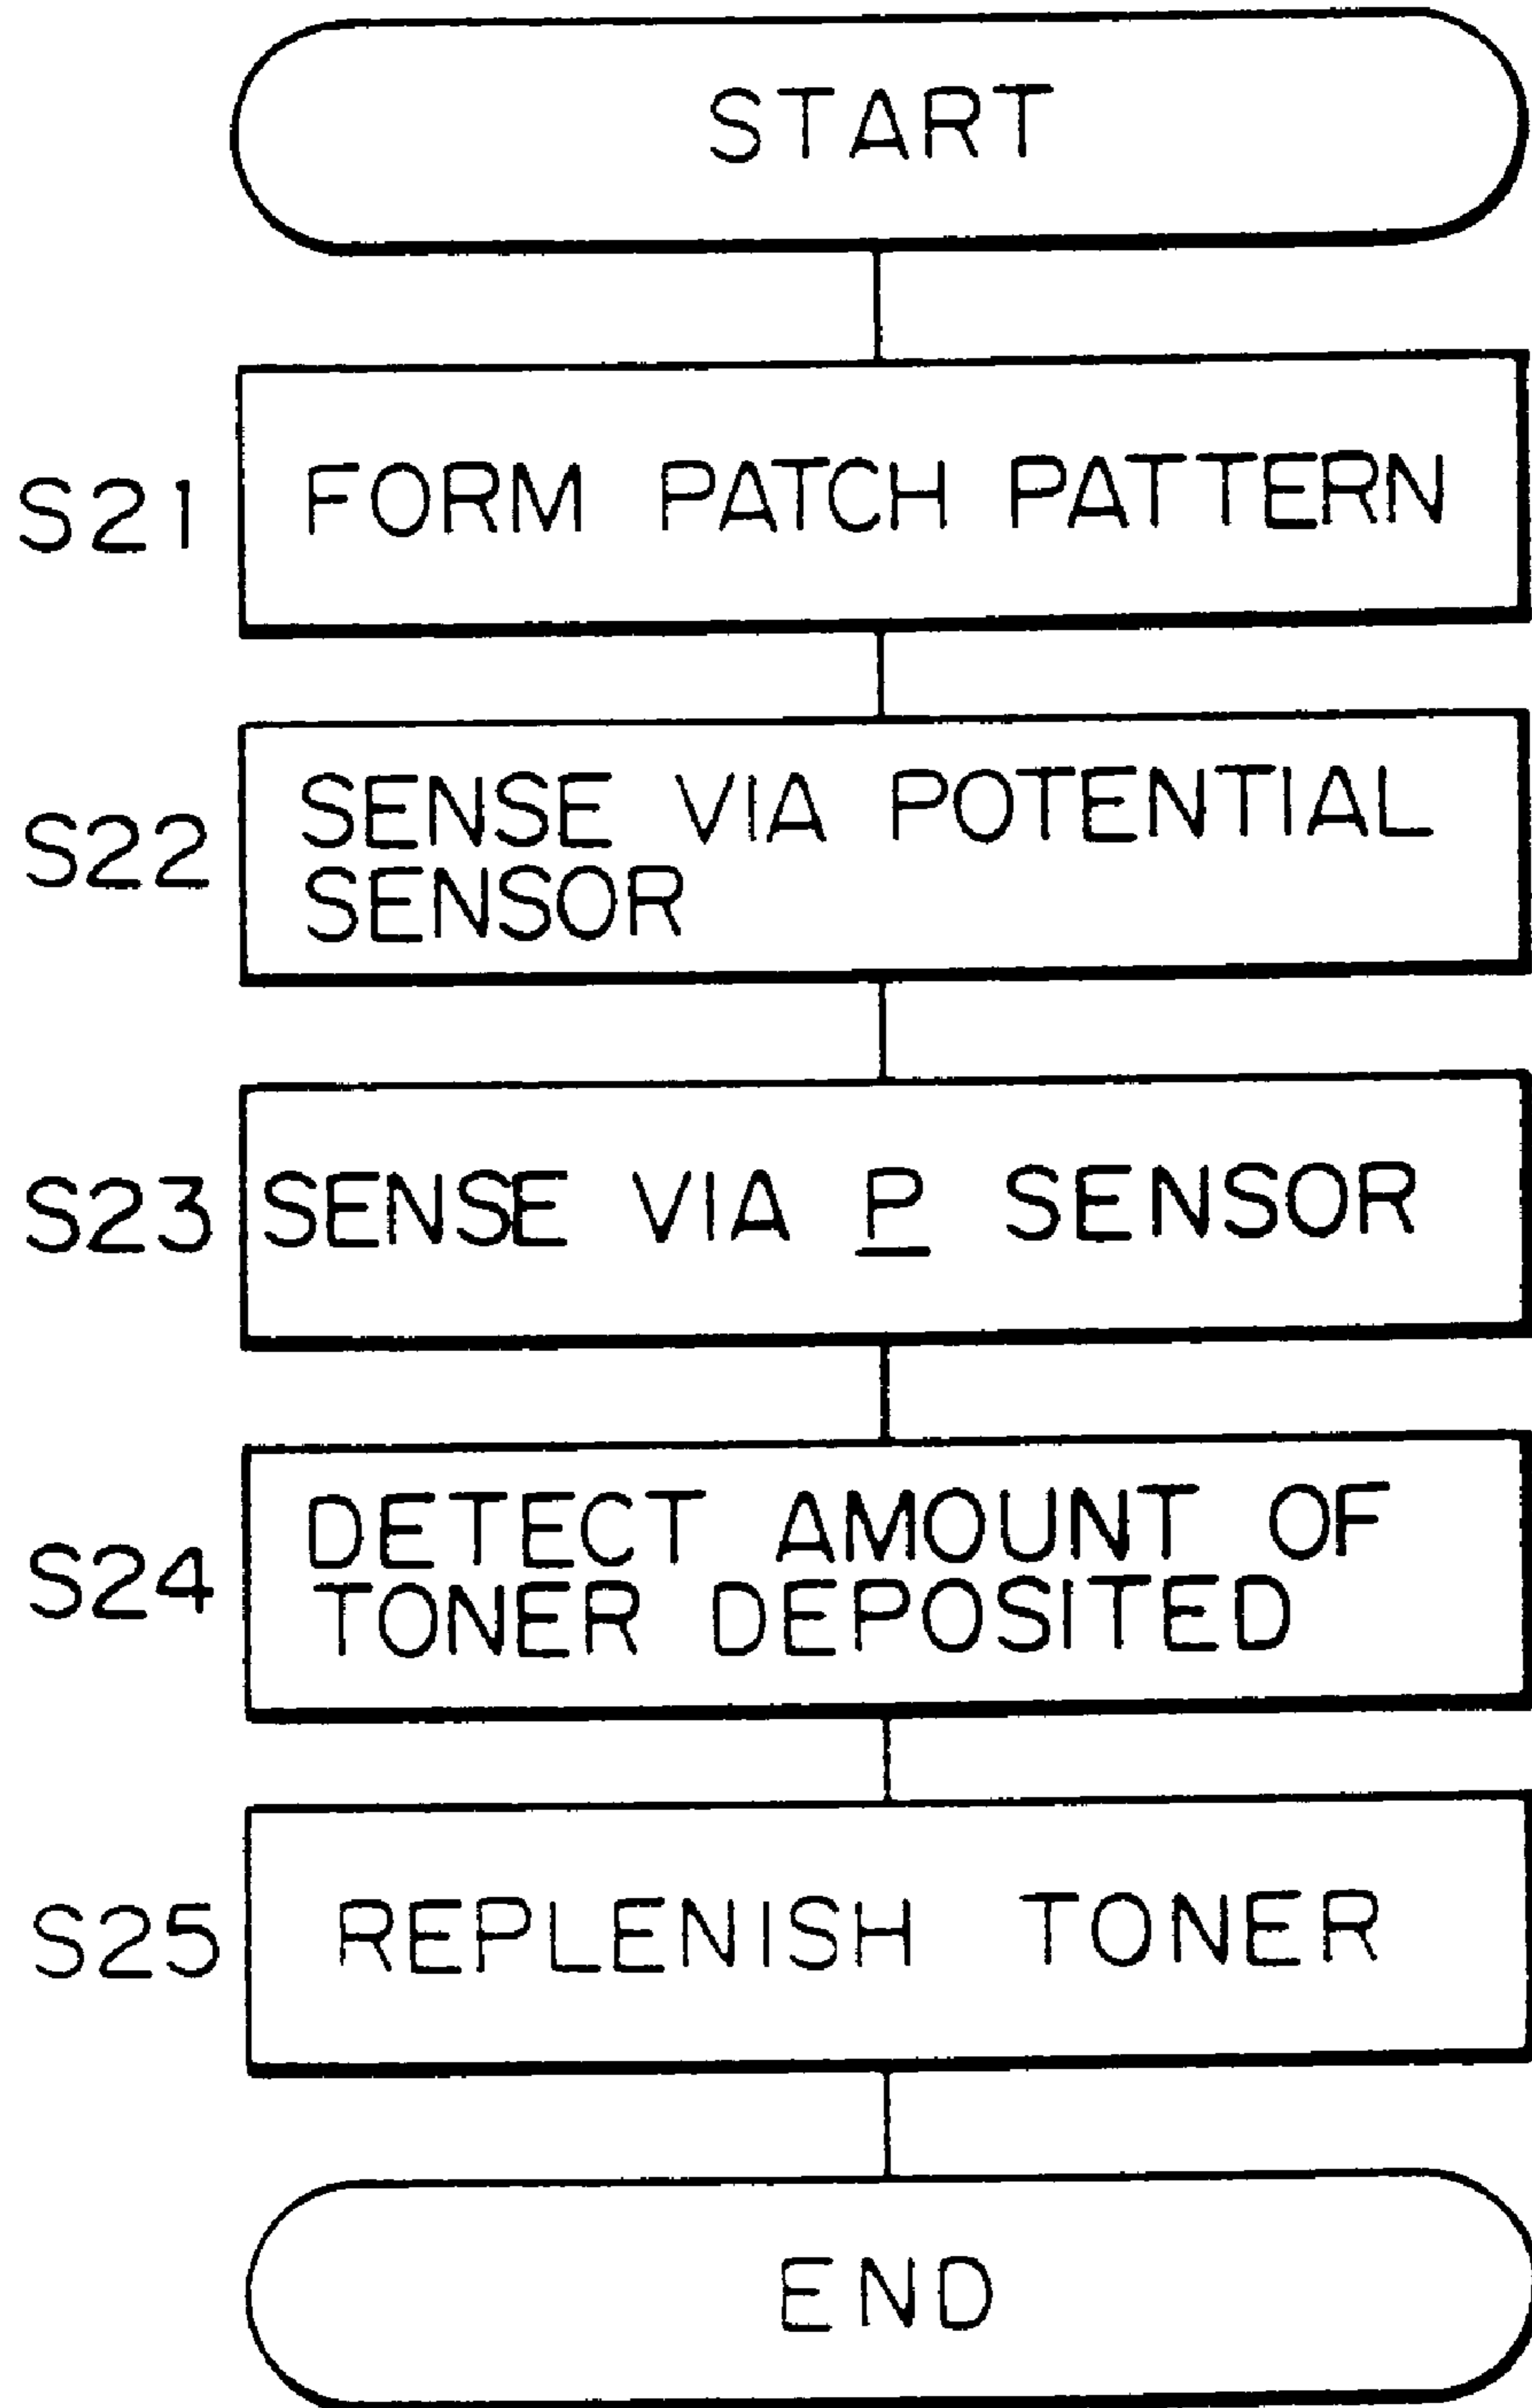 START
S21 FORM PATCH PATTERN
S22 SENSE VIA POTENTIAL
SENSOR
S23 SENSE VIA P SENSOR
S24 DETECT AMOUNT OF
TONER DEPOSITED
S25 REPLENISH TONER
END